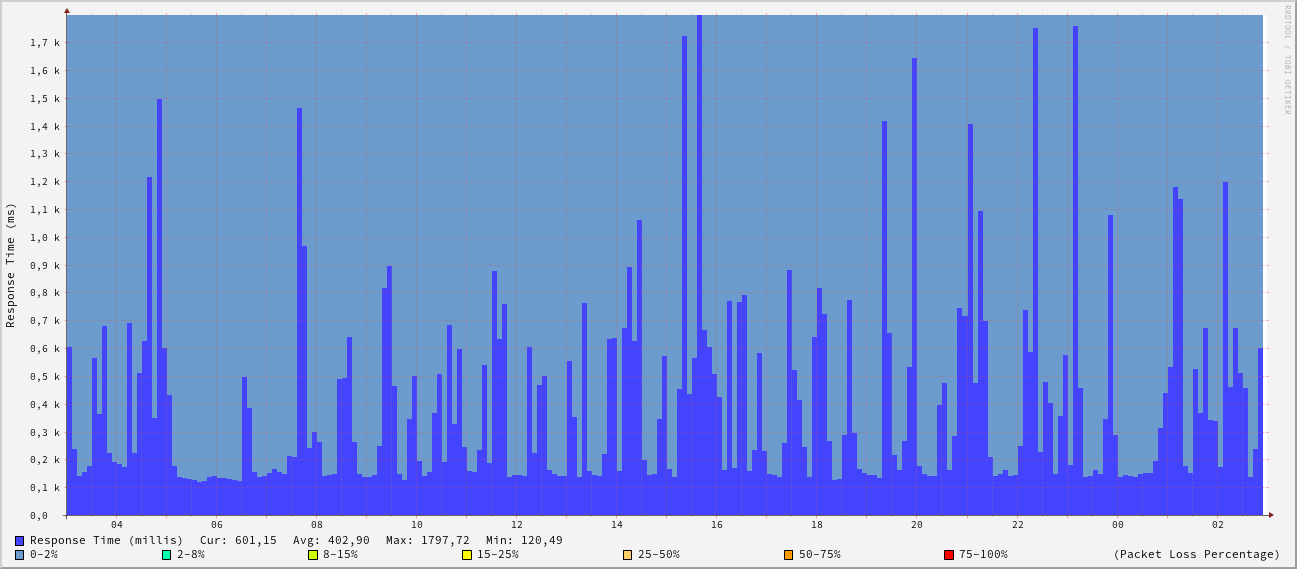 RRDTOOL / TOBI OETIKER
Response Time (ms)
1,7 k
1,6 k
1,5 k
1,4 k
1,3 k
1,2 k
1,1 k
1,0 k
0,9 k
0,8 k
0,7 k
0,6 k
0,5 k
0,4 k
0,3 k
0,2 k
0,1 k
0,0
04 06 08 10 12 14 16 18 20 22 00 02
Response Time (millis) Cur: 601,15 Avg: 402,90 Max: 1797,72 Min: 120,49
0-2% 2-8% 8-15% 15-25% 25-50% 50-75% 75-100% (Packet Loss Percentage)